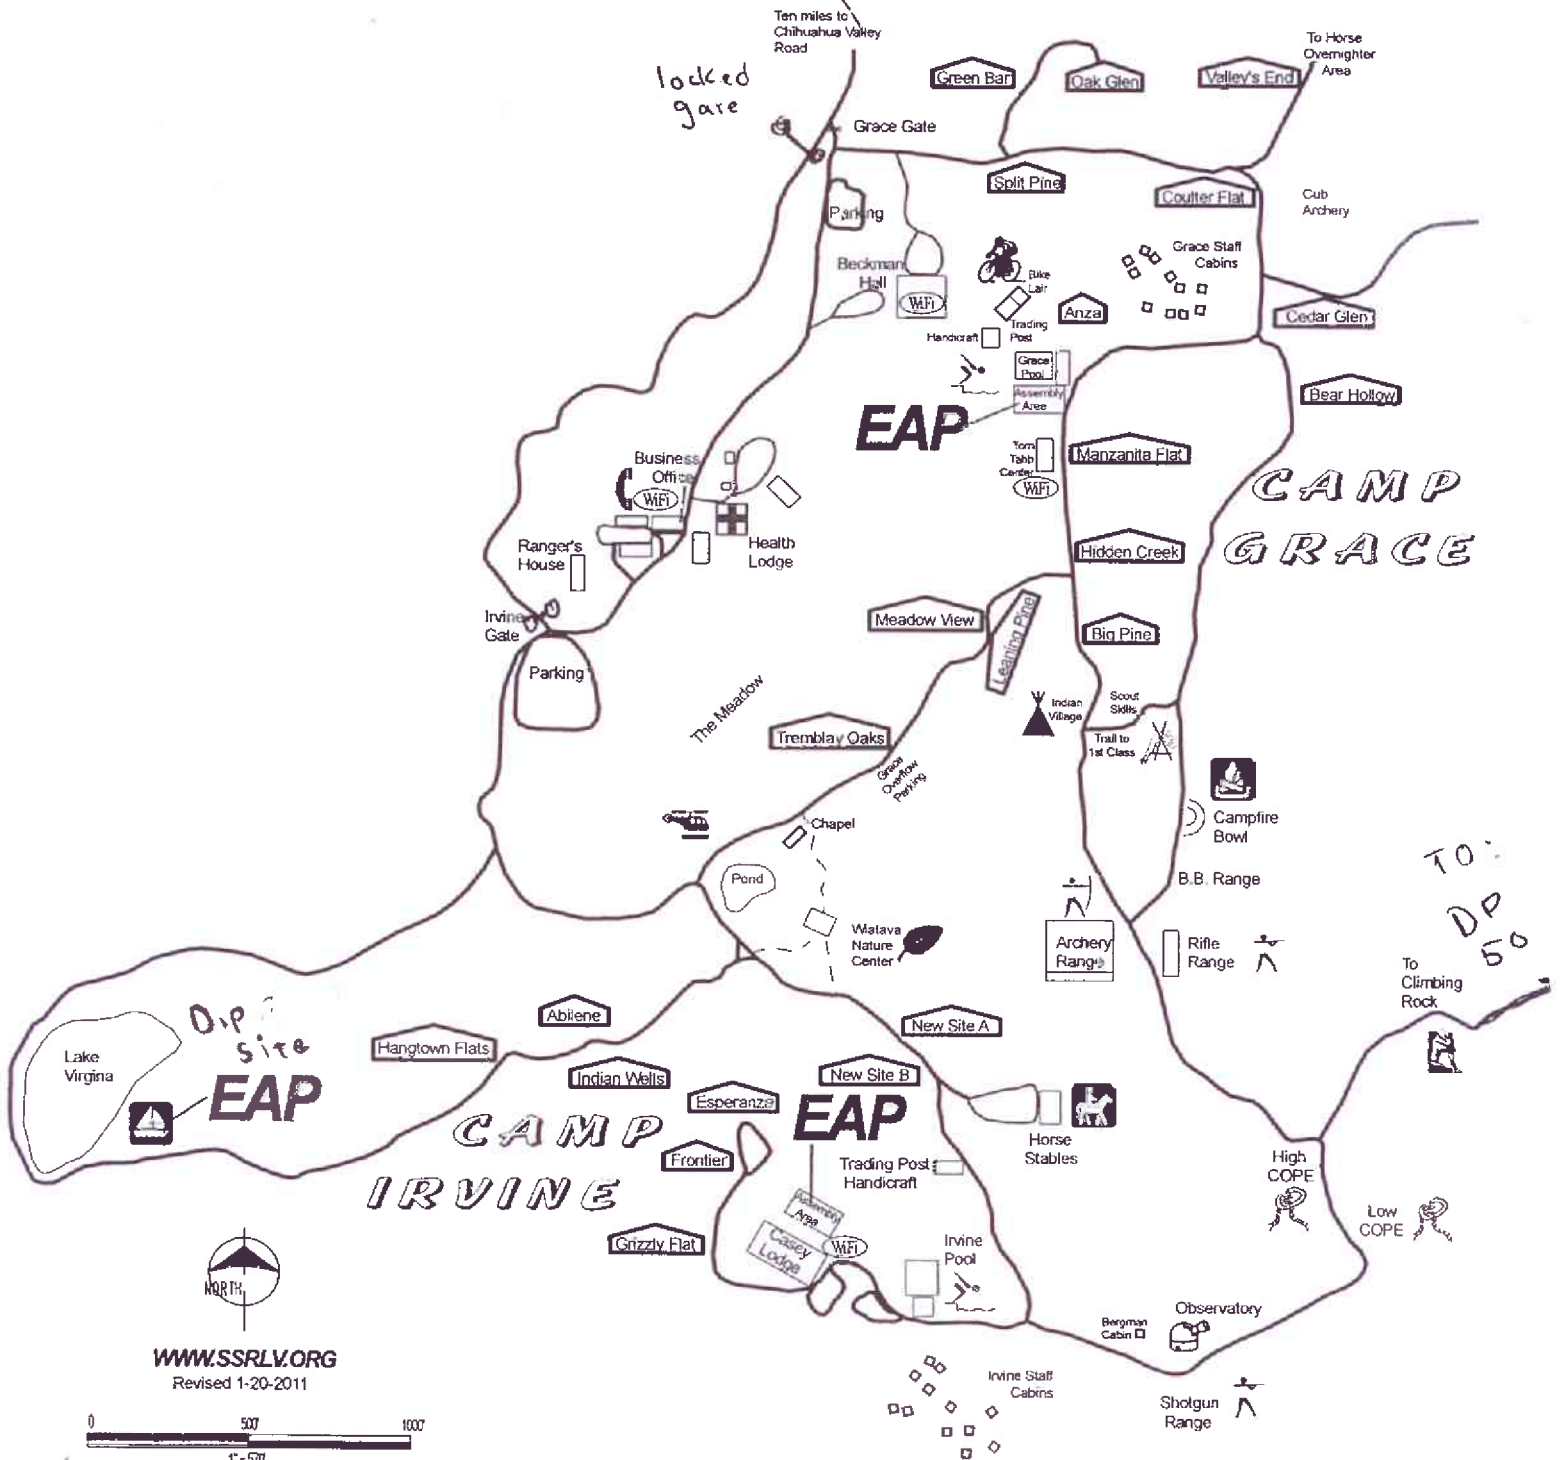 Ten miles to
Chihuahua Valley
Road
locked
gate
Grace Gate
Green Bar
Oak Glen
Valley's End
To Horse
Overnighter
Area
Split Pine
Coulter Flat
Cub
Archery
Parking
Beckman
Hall
WiFi
Bike
Lair
Grace Staff
Cabins
Anza
Cedar Glen
Trading
Post
Handicraft
Grace
Pool
Assembly
Area
EAP
Bear Hollow
Tom
Tabb
Center
WiFi
Manzanita Flat
CAMP
GRACE
Business
Office
WiFi
Health
Lodge
Ranger's
House
Irvine
Gate
Parking
Hidden Creek
Meadow View
Leaning Pine
Big Pine
The Meadow
Tremblay Oaks
Grace
Overflow
Parking
Indian
Village
Scout
Skills
Trail to
1st Class
Campfire
Bowl
Chapel
Pond
B.B. Range
Wiatava
Nature
Center
Archery
Range
Rifle
Range
TO:
DP
50
To
Climbing
Rock
Lake
Virgina
Dip
site
EAP
Hangtown Flats
Abilene
Indian Wells
New Site A
New Site B
Esperanza
EAP
CAMP
IRVINE
Frontier
Grizzly Flat
Horse
Stables
Trading Post
Handicraft
Assembly
Area
Casey
Lodge
WiFi
Irvine
Pool
High
COPE
Low
COPE
Bergman
Cabin
Observatory
Irvine Staff
Cabins
Shotgun
Range
NORTH
WWW.SSRLV.ORG
Revised 1-20-2011
0 500' 1000'